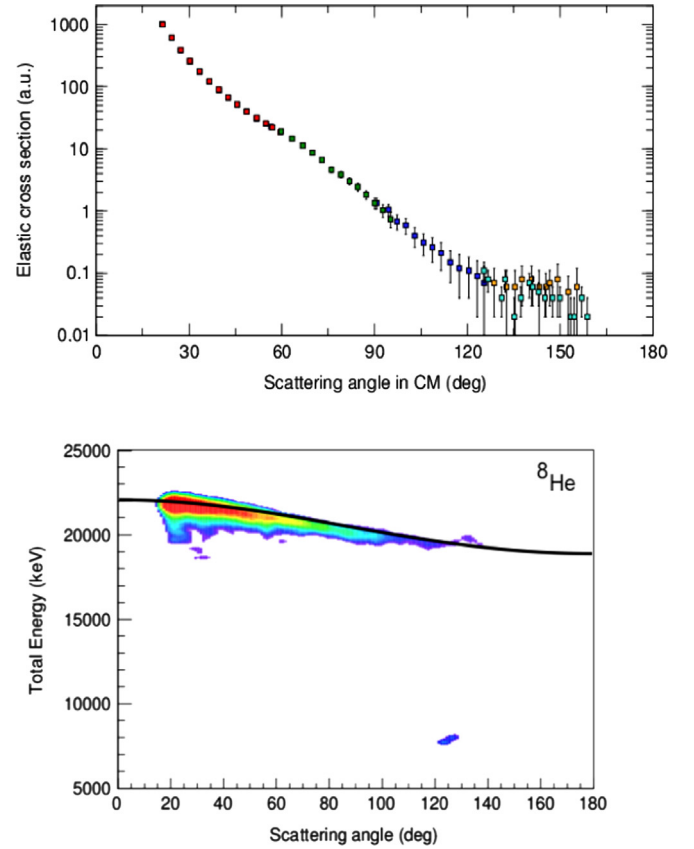 1000
100
10
1
0.1
0.01
Elastic cross section (a.u.)
0 30 60 90 120 150 180
Scattering angle in CM (deg)
25000
20000
15000
10000
5000
Total Energy (keV)
⁸He
0 20 40 60 80 100 120 140 160 180
Scattering angle (deg)